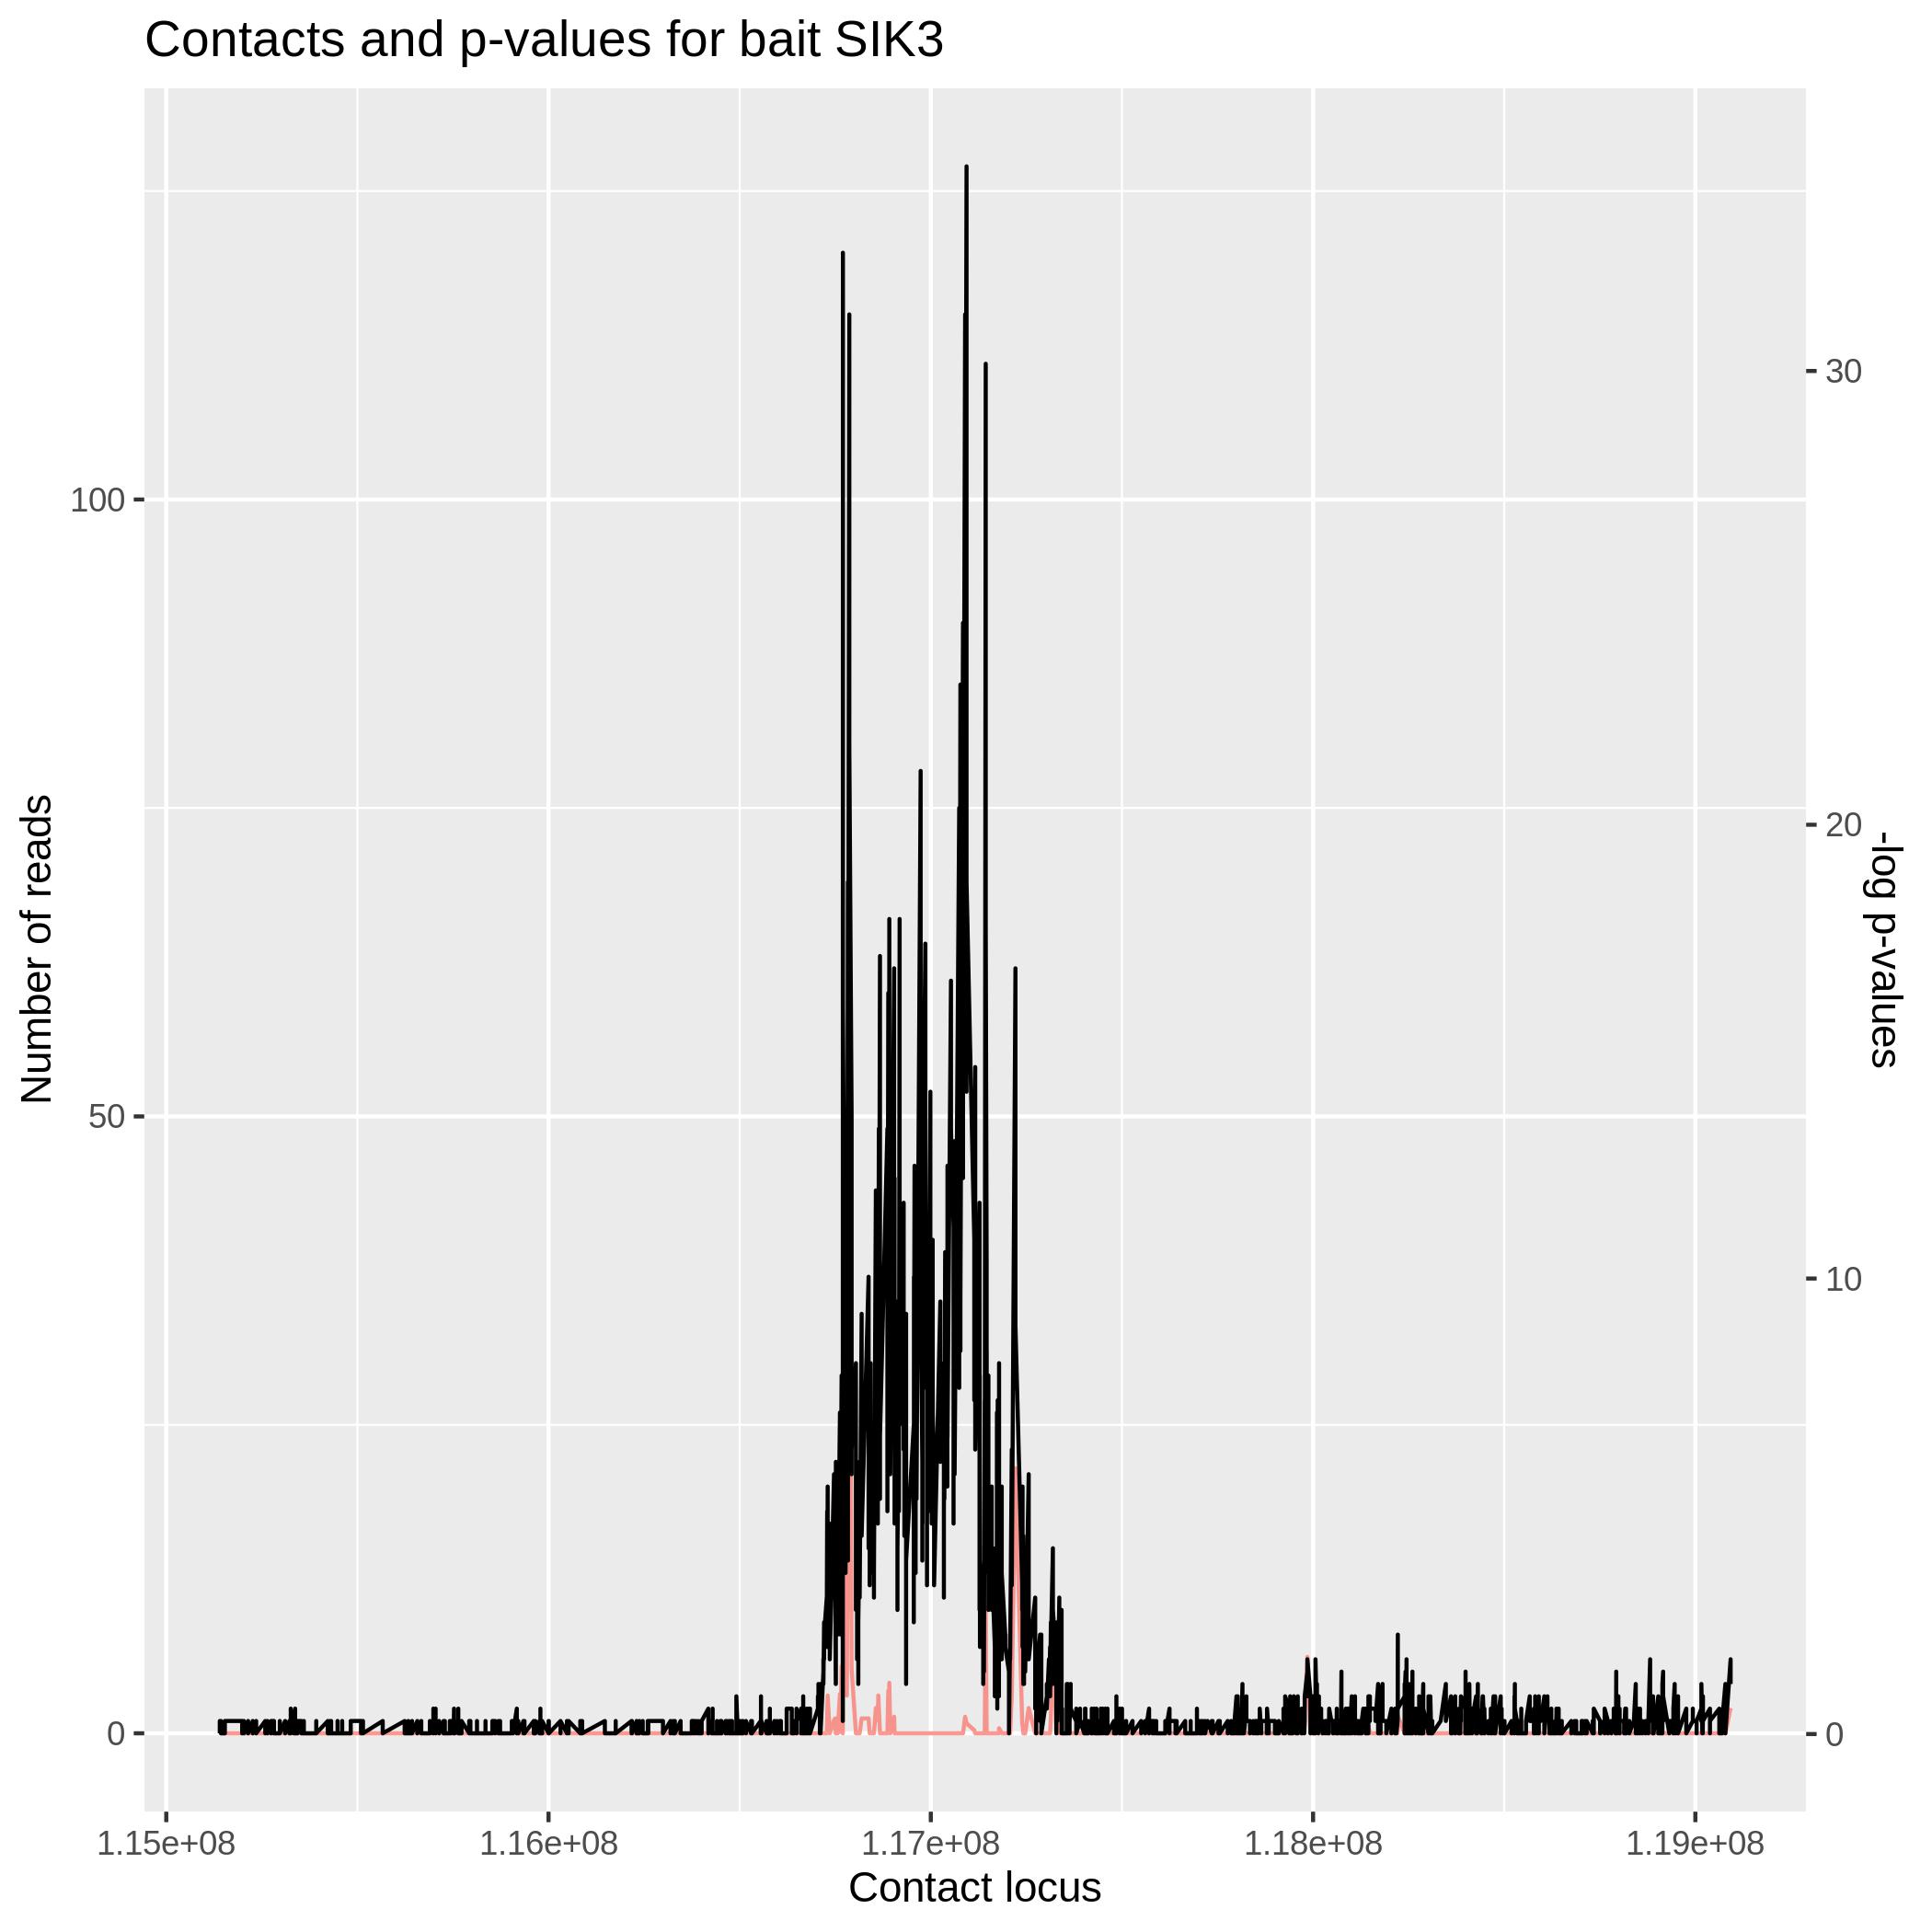 Contacts and p-values for bait SIK3
Number of reads
100
50
0
30
20
10
0
-log p-values
1.15e+08
1.16e+08
1.17e+08
1.18e+08
1.19e+08
Contact locus